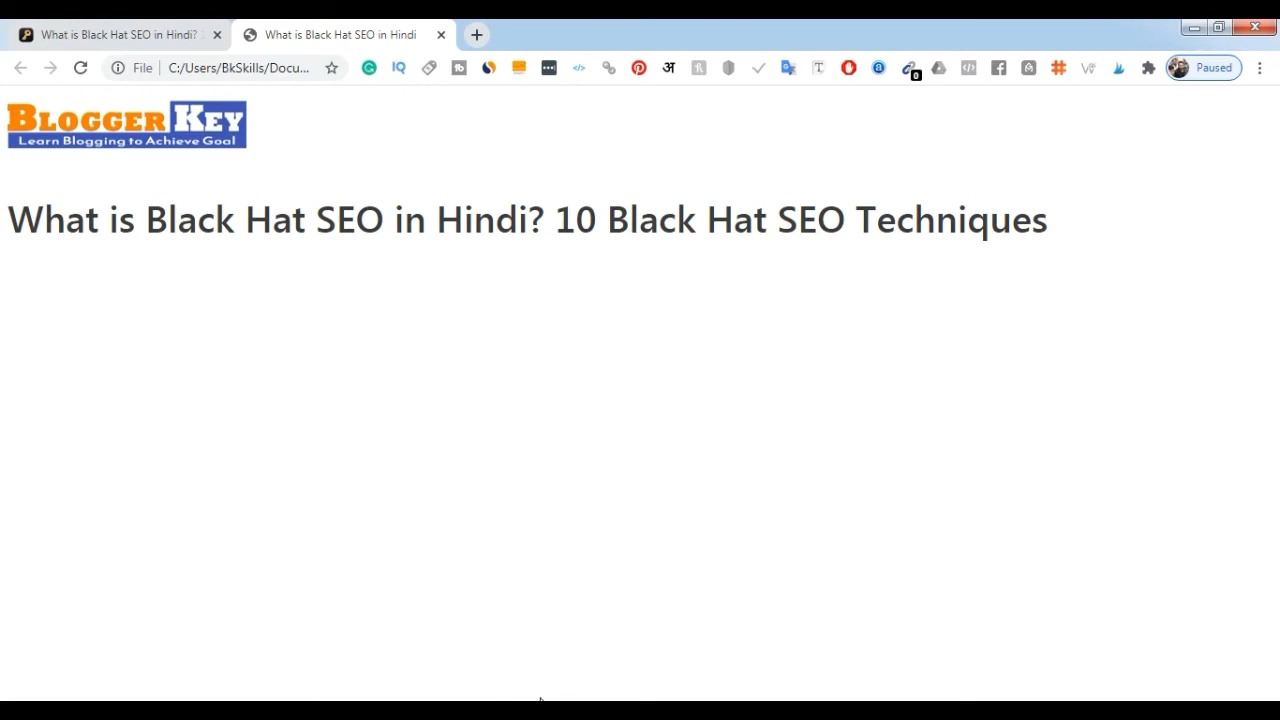 What is Black Hat SEO in Hindi?
What is Black Hat SEO in Hindi
File
C:/Users/BkSkills/Docu...
0
Paused
BLOGGER KEY
Learn Blogging to Achieve Goal
What is Black Hat SEO in Hindi? 10 Black Hat SEO Techniques